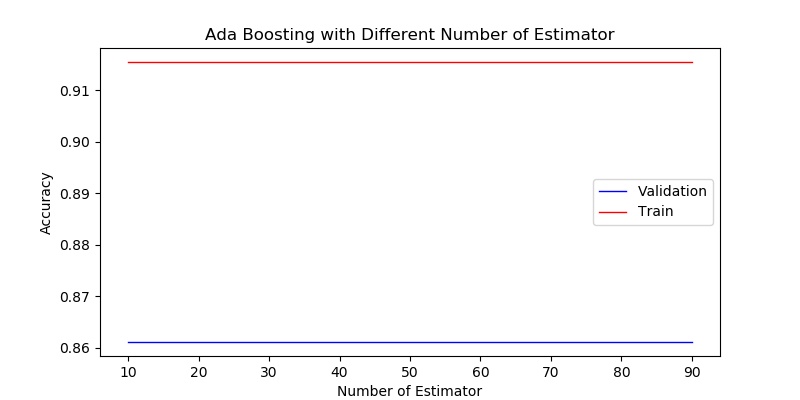 Ada Boosting with Different Number of Estimator
0.91
0.90
0.89
0.88
0.87
0.86
Accuracy
Validation
Train
10 20 30 40 50 60 70 80 90
Number of Estimator